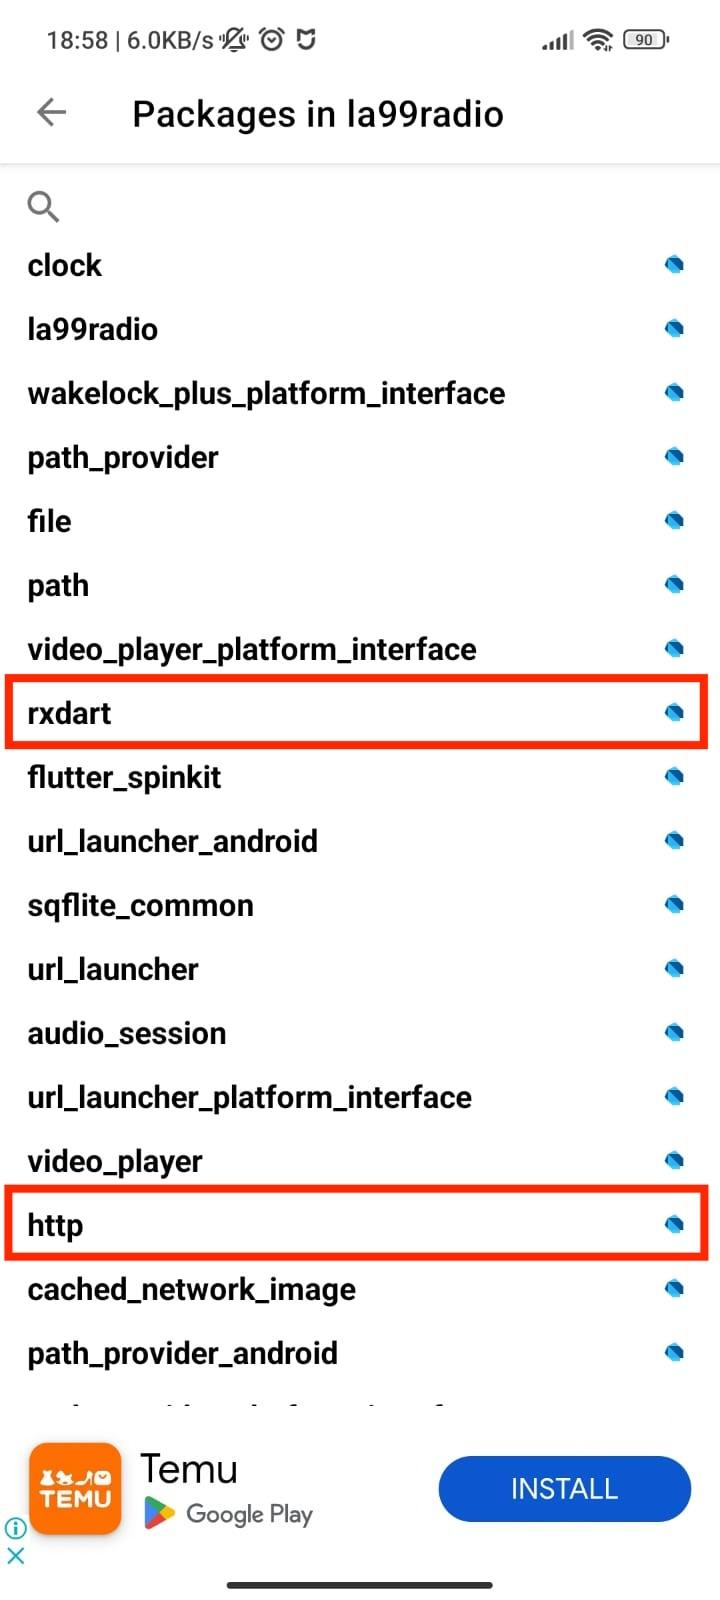 18:58 | 6.0KB/s
90
Packages in la99radio
clock
la99radio
wakelock_plus_platform_interface
path_provider
file
path
video_player_platform_interface
rxdart
flutter_spinkit
url_launcher_android
sqflite_common
url_launcher
audio_session
url_launcher_platform_interface
video_player
http
cached_network_image
path_provider_android
TEMU
Temu
Google Play
INSTALL